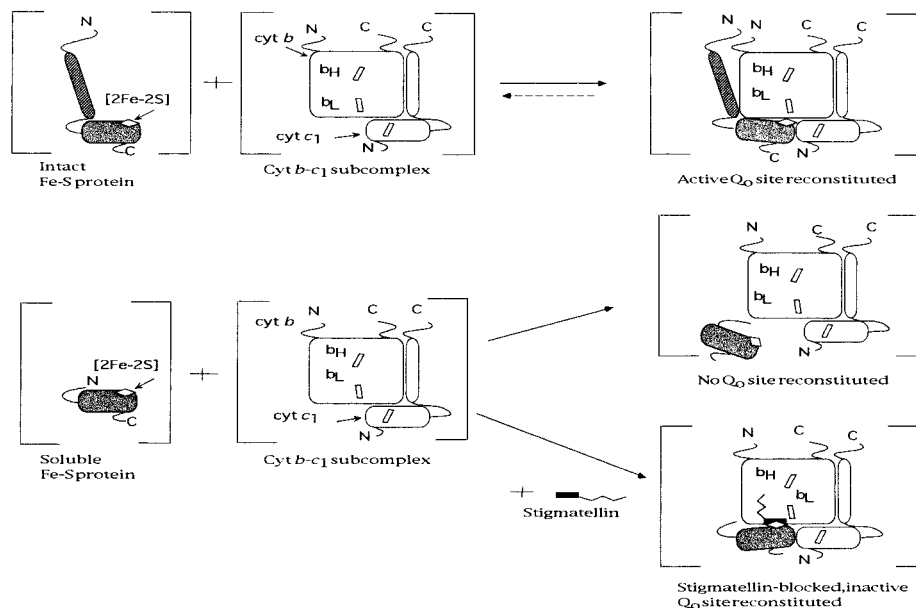 N
[2Fe-2S]
C
Intact
Fe-S protein
+
cyt b
N
C
C
bH
bL
cyt c1
N
Cyt b-c1 subcomplex
N
N
C
C
bH
bL
C
N
Active Qo site reconstituted
N
[2Fe-2S]
C
Soluble
Fe-S protein
+
cyt b
N
C
C
bH
bL
cyt c1
N
Cyt b-c1 subcomplex
N
C
C
bH
bL
N
No Qo site reconstituted
+
Stigmatellin
N
C
C
bH
bL
N
Stigmatellin-blocked, inactive
Qo site reconstituted